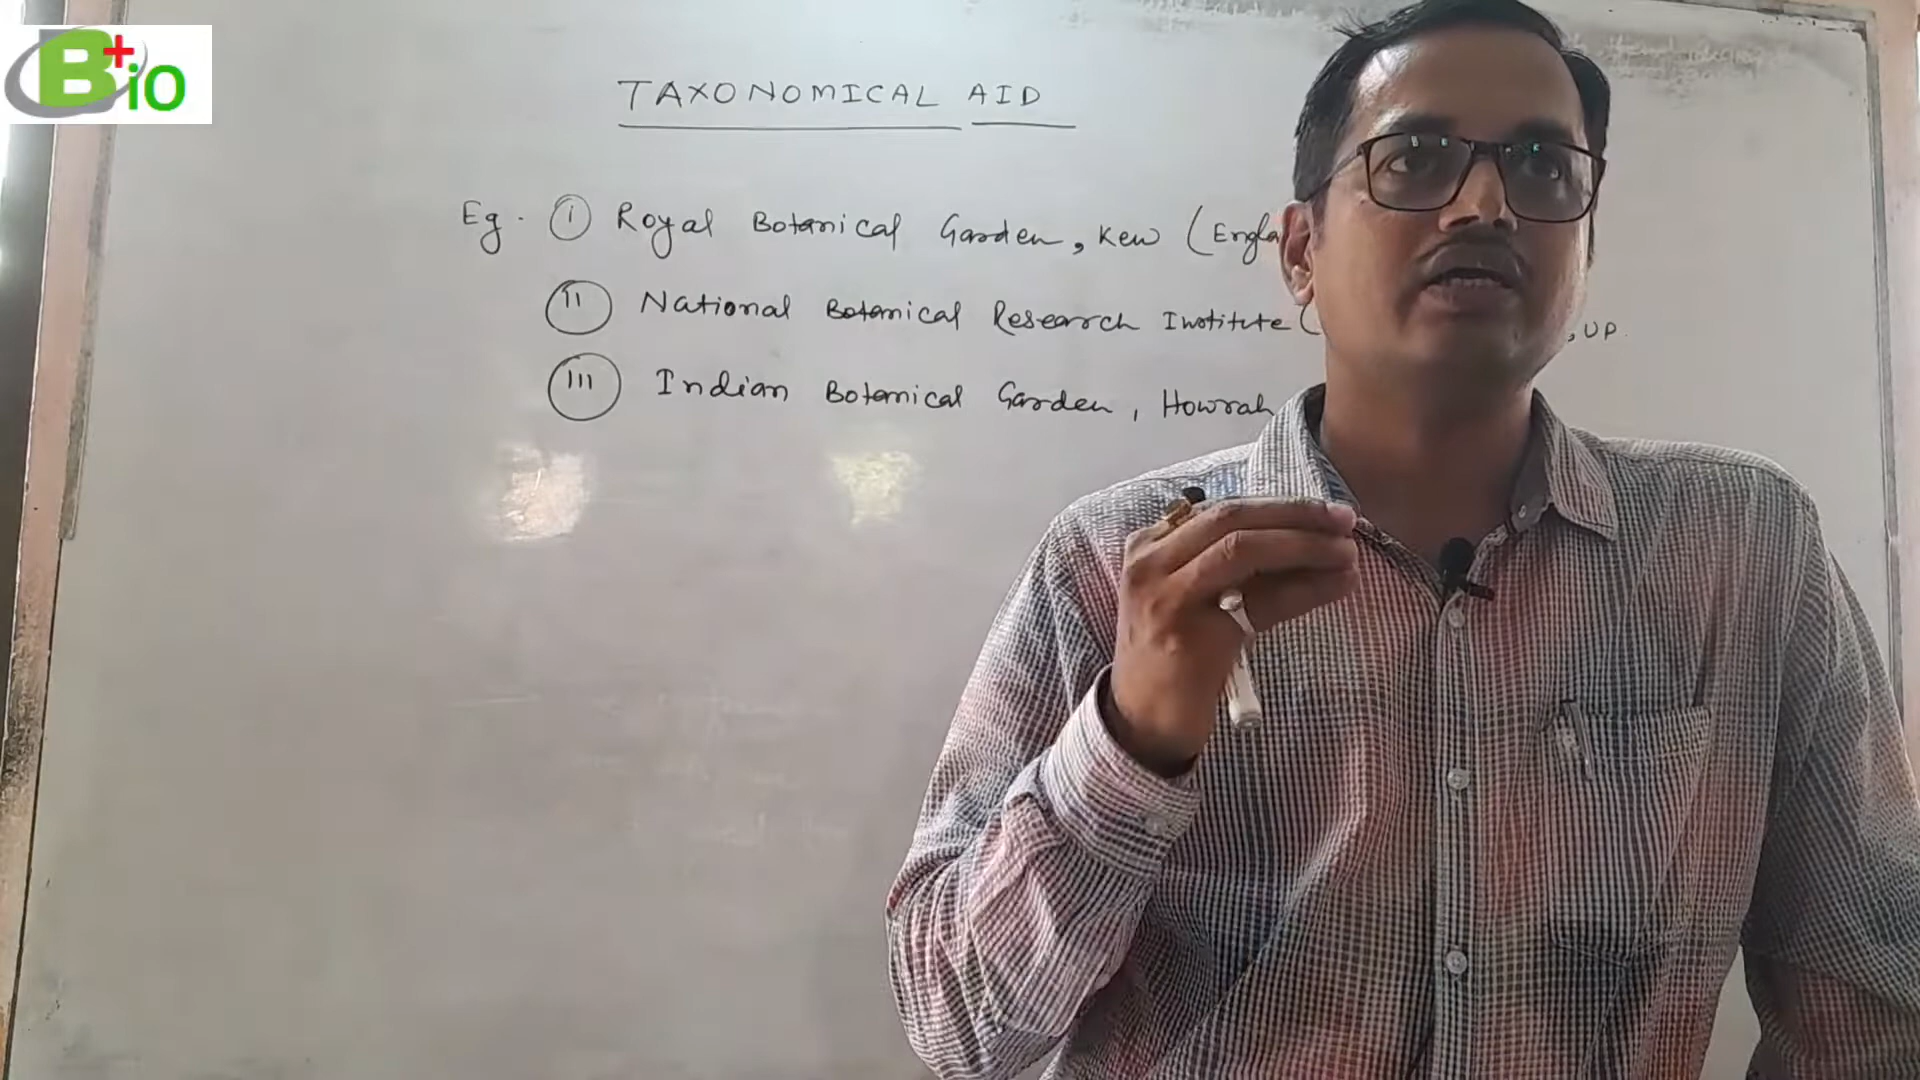 B+io
TAXONOMICAL AID
Eg. (i) Royal Botanical Garden, Kew (Engla
(ii) National Botanical Research Institute ( , UP.
(iii) Indian Botanical Garden, Howrah